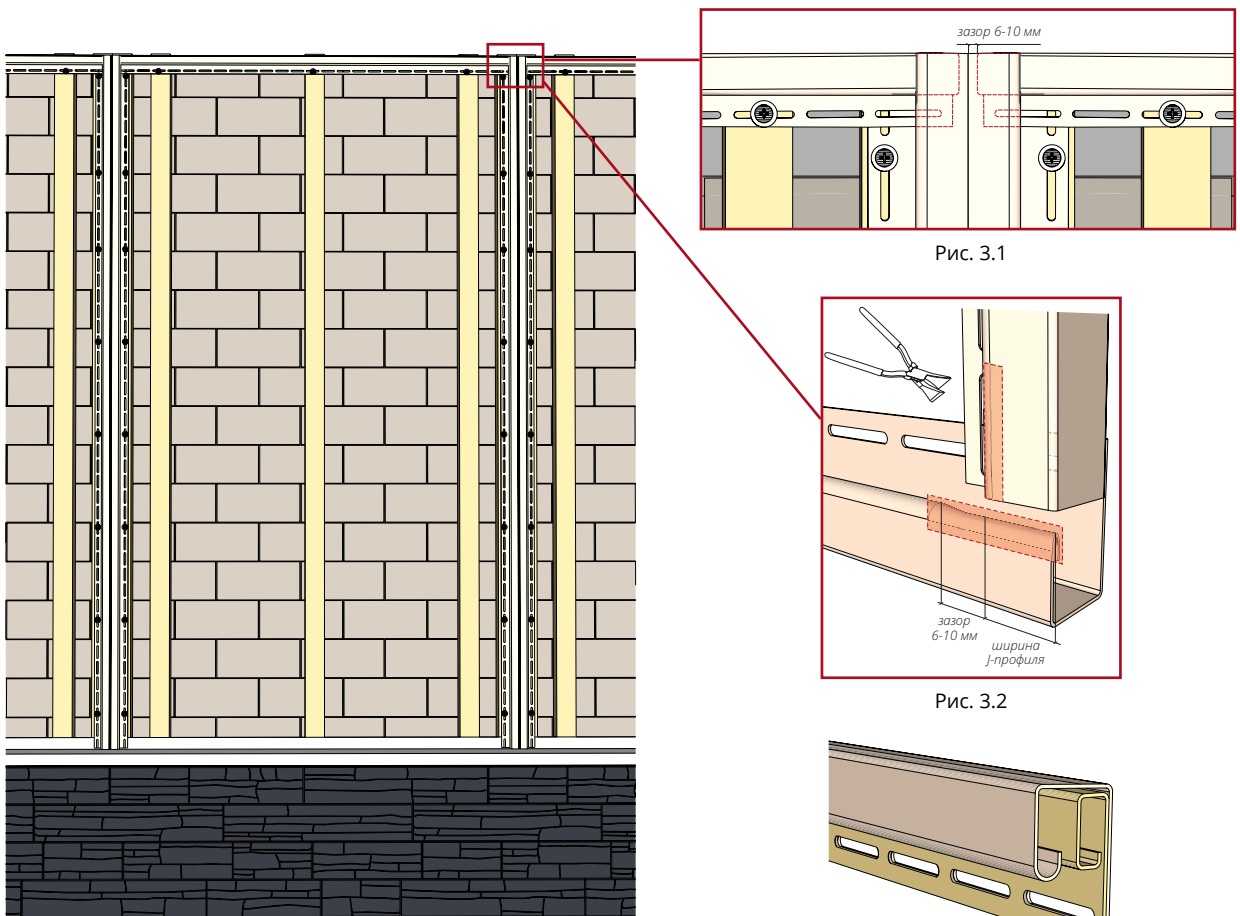 зазор 6-10 мм
Рис. 3.1
зазор
6-10 мм
ширина
J-профиля
Рис. 3.2